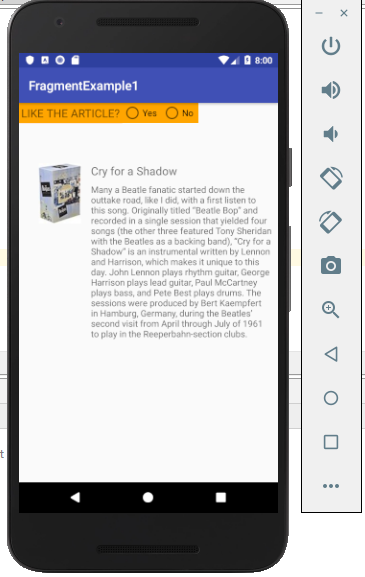 8:00
FragmentExample1
LIKE THE ARTICLE? Yes No
Cry for a Shadow
Many a Beatle fanatic started down the
outtake road, like I did, with a first listen to
this song. Originally titled "Beatle Bop" and
recorded in a single session that yielded four
songs (the other three featured Tony Sheridan
with the Beatles as a backing band), "Cry for a
Shadow" is an instrumental written by Lennon
and Harrison, which makes it unique to this
day. John Lennon plays rhythm guitar, George
Harrison plays lead guitar, Paul McCartney
plays bass, and Pete Best plays drums. The
sessions were produced by Bert Kaempfert
in Hamburg, Germany, during the Beatles'
second visit from April through July of 1961
to play in the Reeperbahn-section clubs.